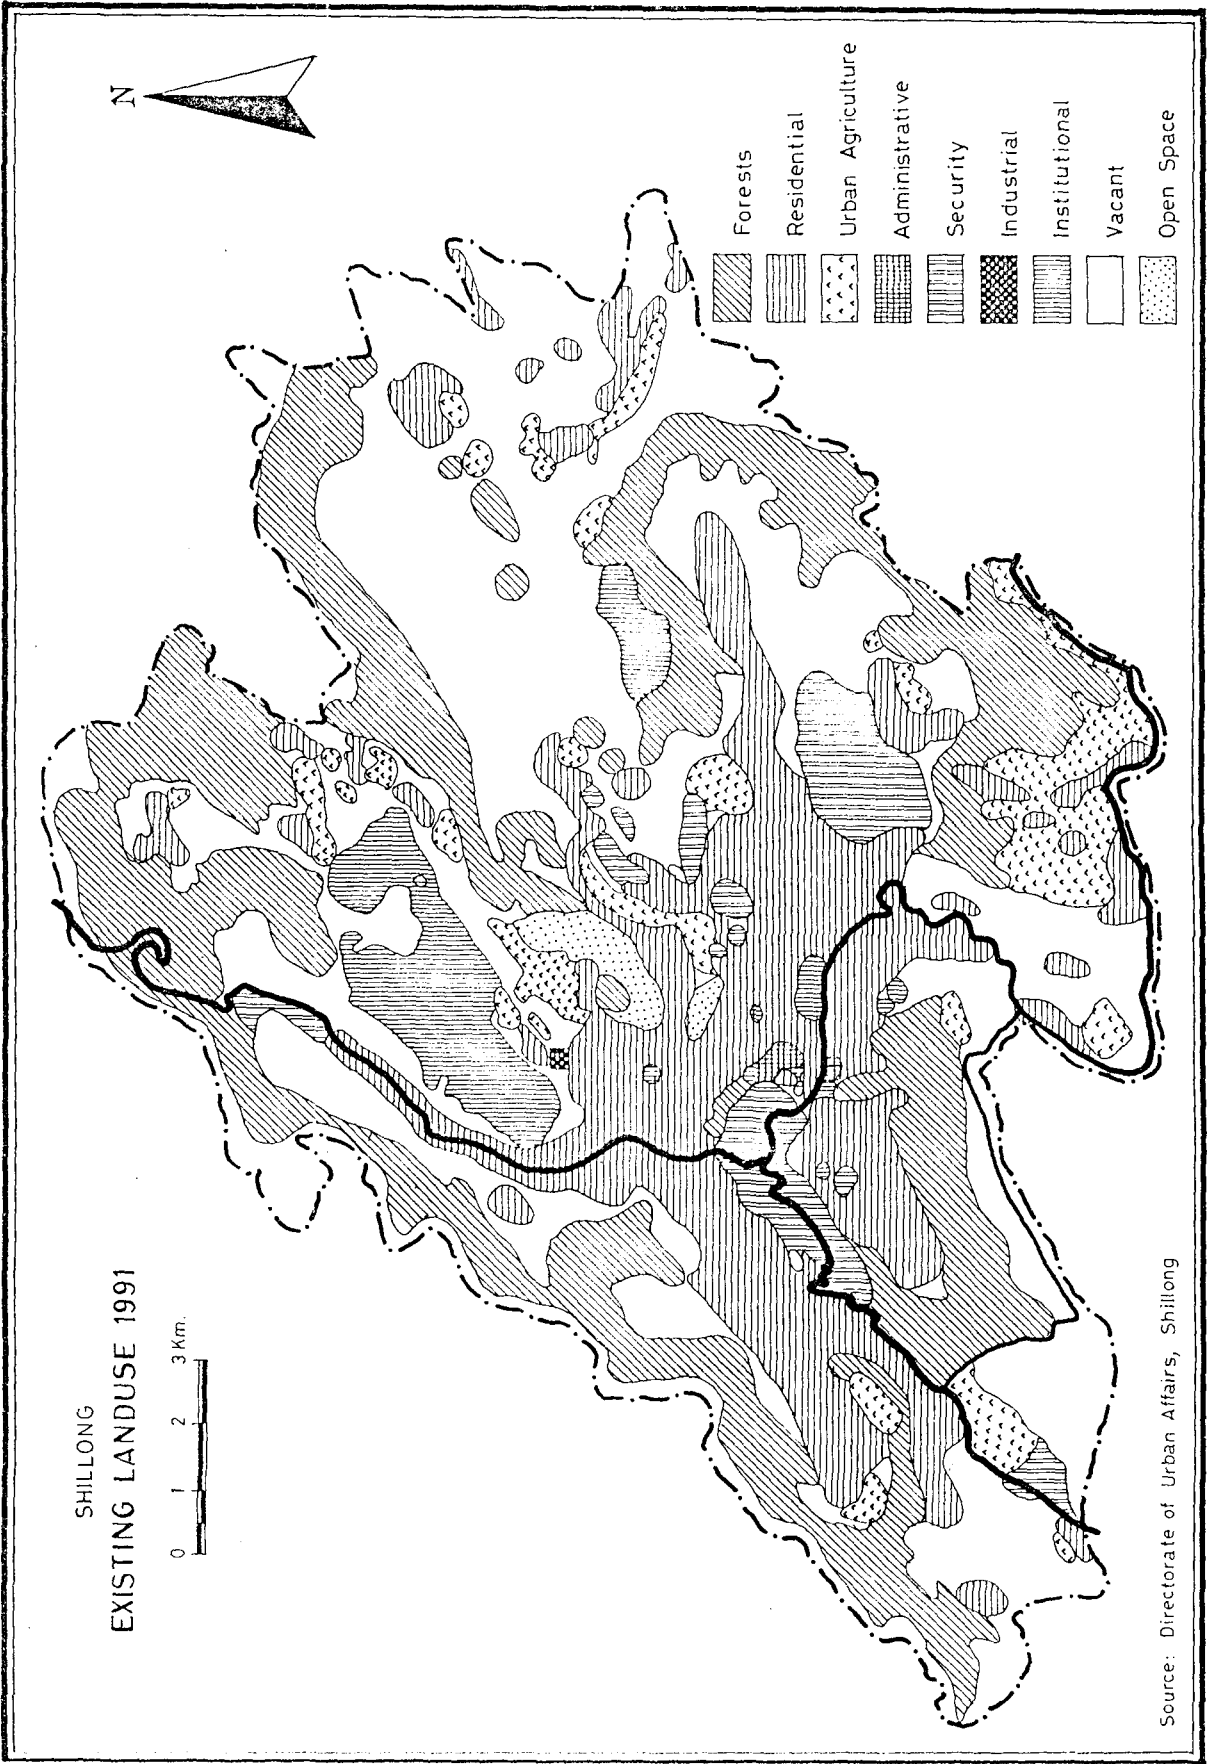 SHILLONG
EXISTING LANDUSE 1991
0 1 2 3 Km.
N
Forests
Residential
Urban Agriculture
Administrative
Security
Industrial
Institutional
Vacant
Open Space
Source: Directorate of Urban Affairs, Shillong